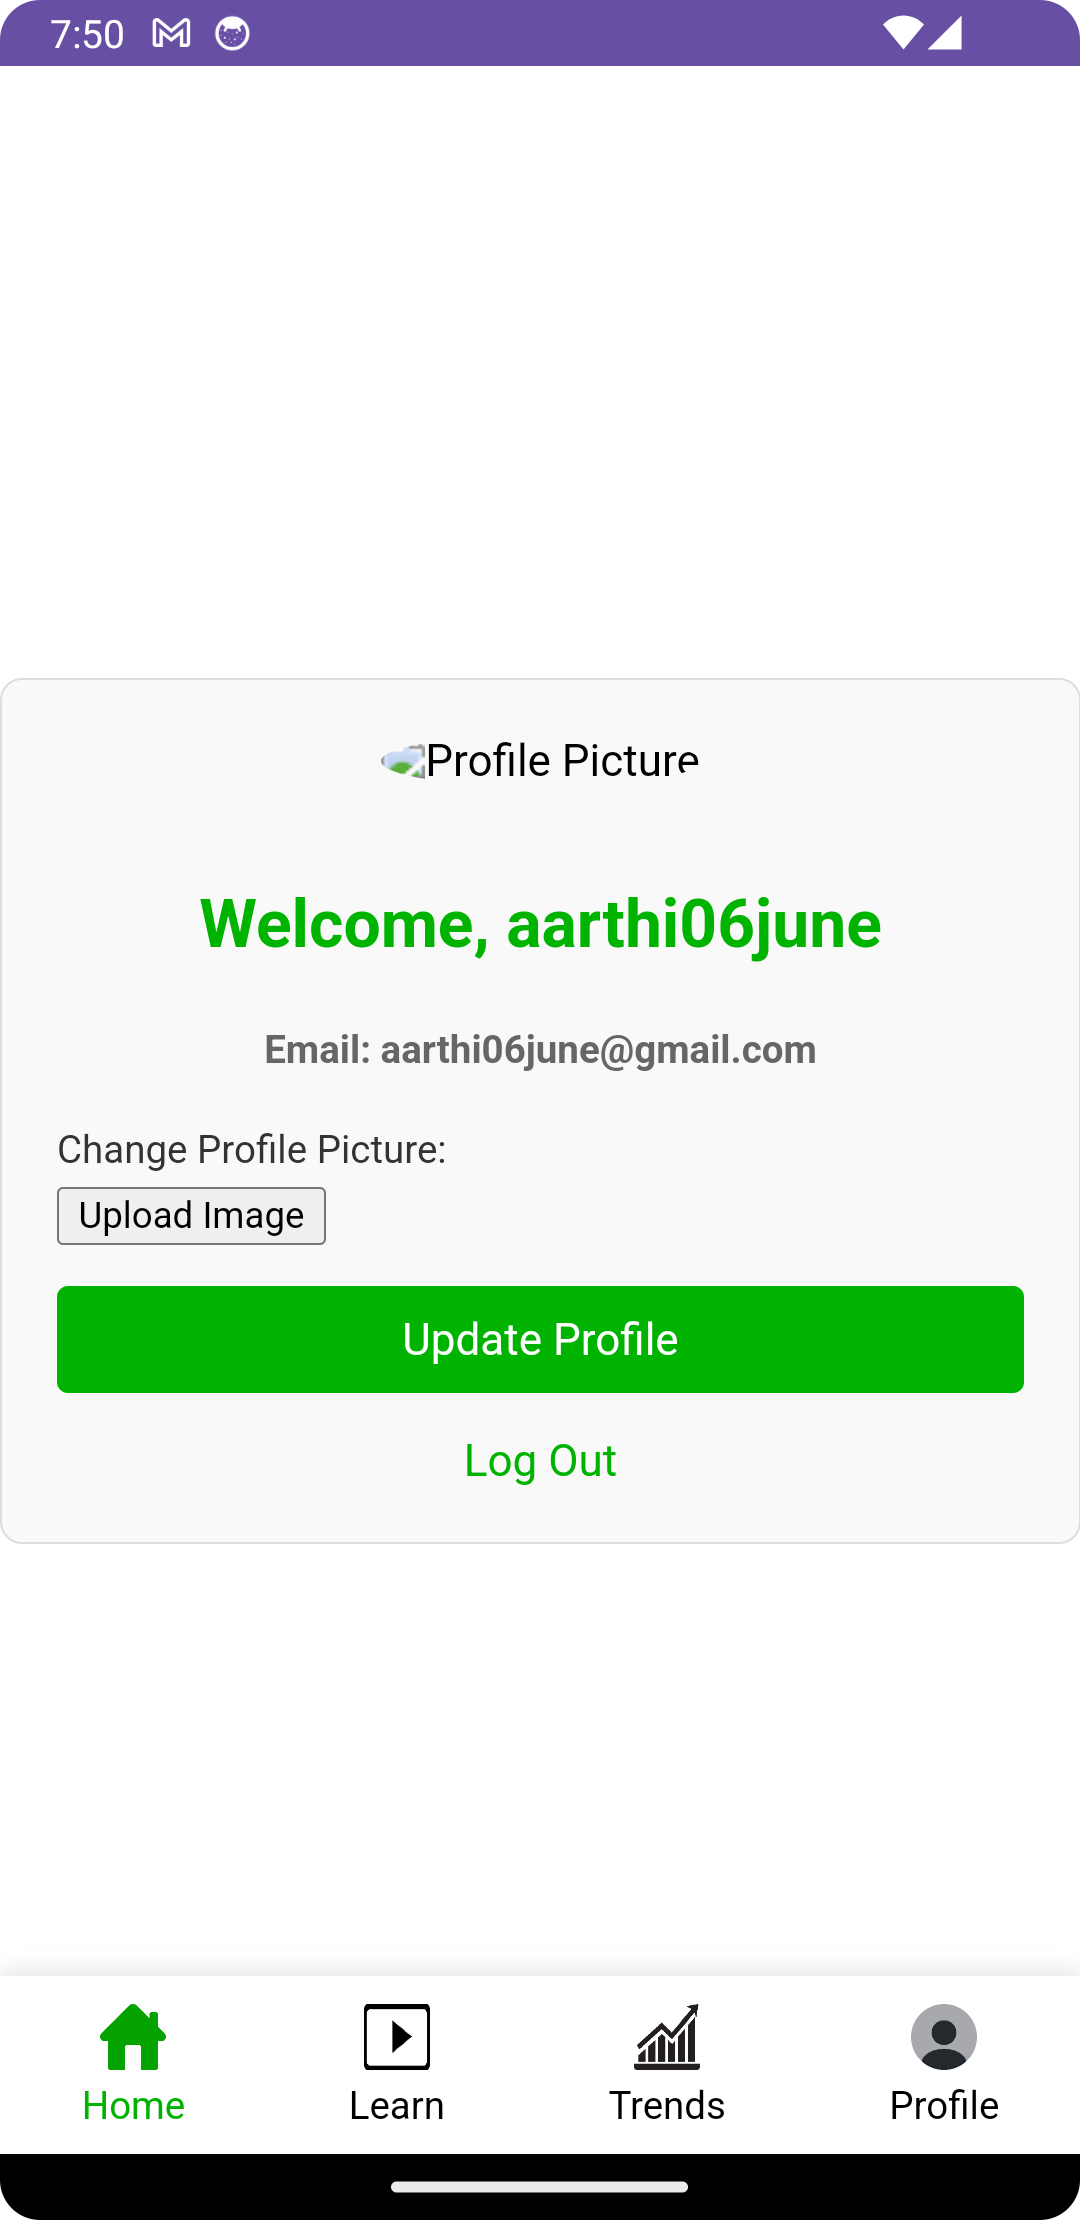 7:50
Profile Picture
Welcome, aarthi06june
Email: aarthi06june@gmail.com
Change Profile Picture:
Upload Image
Update Profile
Log Out
Home Learn Trends Profile